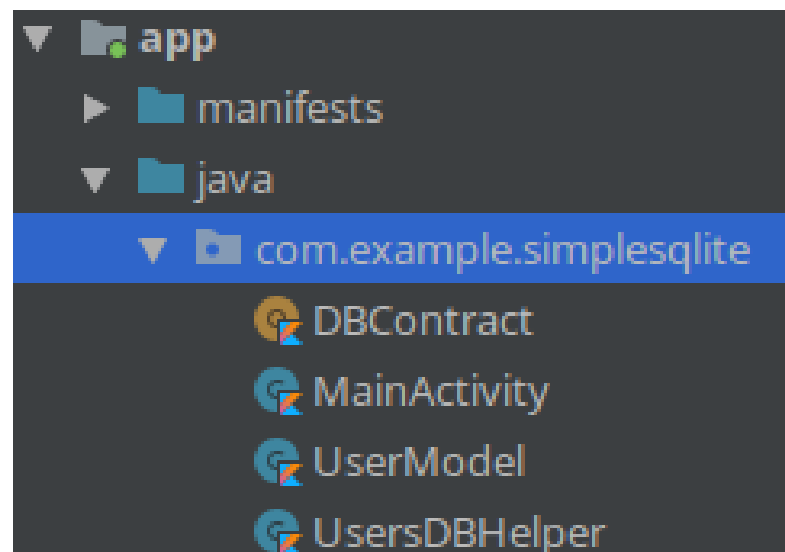 app
manifests
java
com.example.simplesqlite
DBContract
MainActivity
UserModel
UsersDBHelper